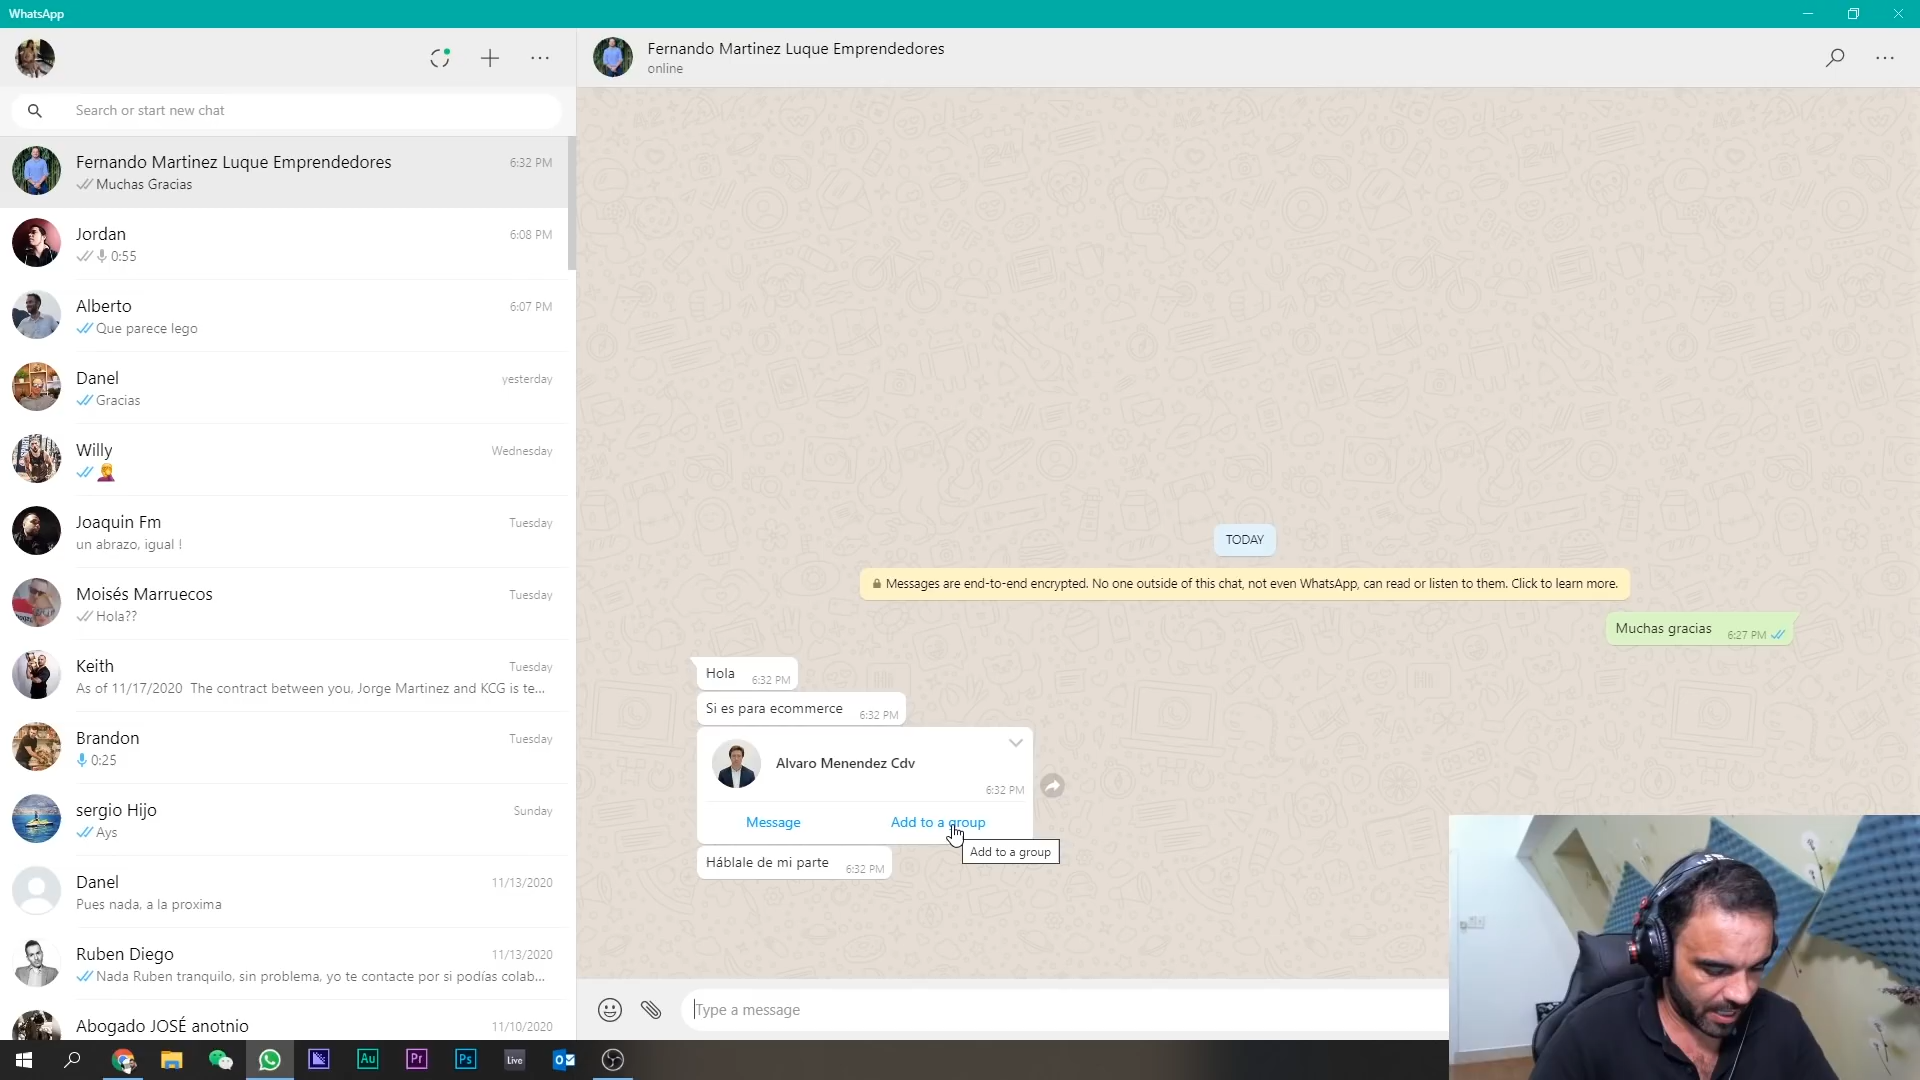 WhatsApp
Search or start new chat
Fernando Martinez Luque Emprendedores
6:32 PM
Muchas Gracias
Jordan
6:08 PM
0:55
Alberto
6:07 PM
Que parece lego
Danel
yesterday
Gracias
Willy
Wednesday
Joaquin Fm
Tuesday
un abrazo, igual !
Moisés Marruecos
Tuesday
Hola??
Keith
Tuesday
As of 11/17/2020 The contract between you, Jorge Martinez and KCG is te...
Brandon
Tuesday
0:25
sergio Hijo
Sunday
Ays
Danel
11/13/2020
Pues nada, a la proxima
Ruben Diego
11/13/2020
Nada Ruben tranquilo, sin problema, yo te contacte por si podías colab...
Abogado JOSÉ anotnio
11/10/2020
Fernando Martinez Luque Emprendedores
online
TODAY
Messages are end-to-end encrypted. No one outside of this chat, not even WhatsApp, can read or listen to them. Click to learn more.
Muchas gracias
6:27 PM
Hola
6:32 PM
Si es para ecommerce
6:32 PM
Alvaro Menendez Cdv
6:32 PM
Message
Add to a group
Add to a group
Háblale de mi parte
6:32 PM
Type a message
Au
Pr
Ps
Live